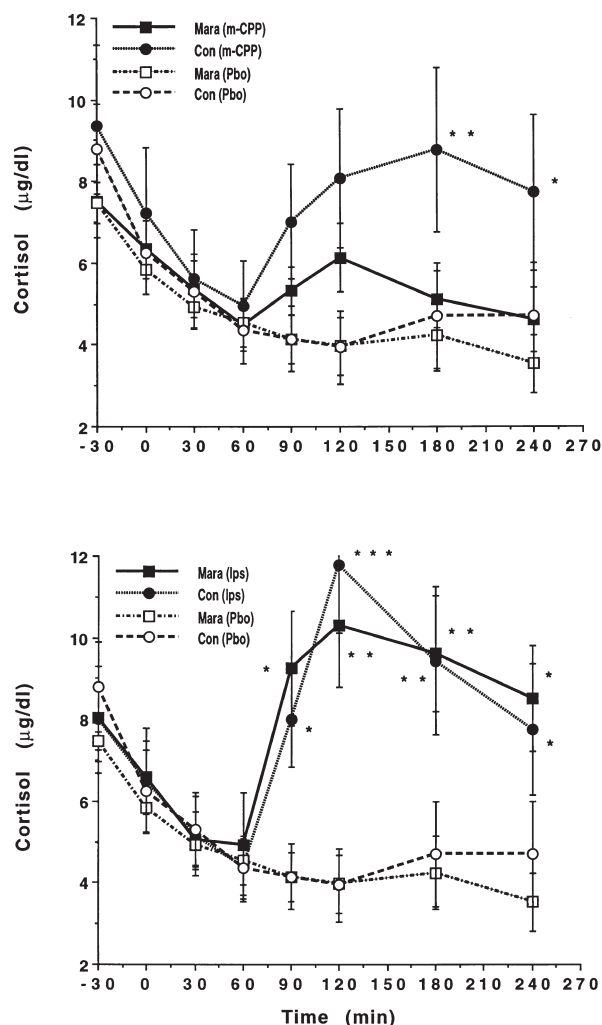 12
10
8
6
4
2
Cortisol (μg/dl)
Mara (m-CPP)
Con (m-CPP)
Mara (Pbo)
Con (Pbo)
* *
*
-30 0 30 60 90 120 150 180 210 240 270
12
10
8
6
4
2
Cortisol (μg/dl)
Mara (Ips)
Con (Ips)
Mara (Pbo)
Con (Pbo)
* * *
* *
*
* *
* *
*
*
*
-30 0 30 60 90 120 150 180 210 240 270
Time (min)